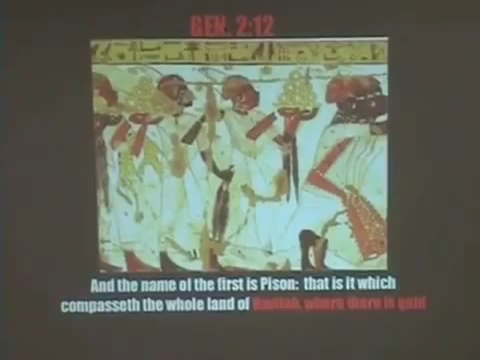 GEN. 2:12
And the name of the first is Pison: that is it which
compasseth the whole land of Havilah, where there is gold